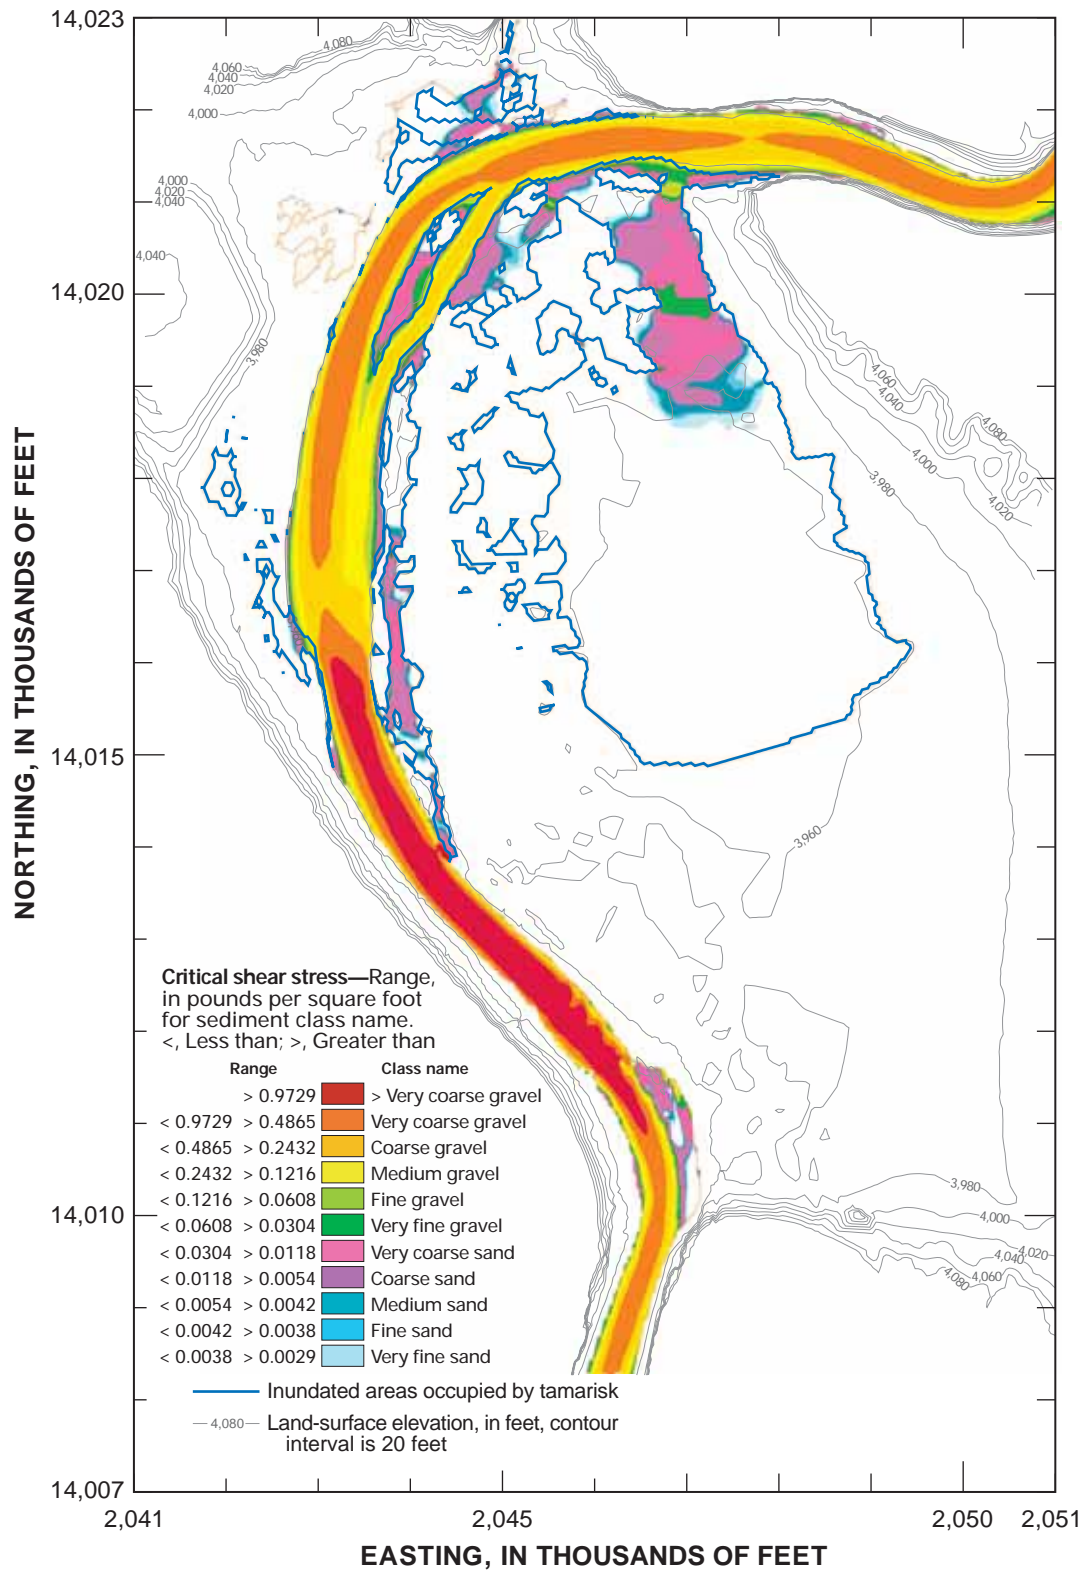 14,023
14,020
14,015
14,010
14,007
NORTHING, IN THOUSANDS OF FEET
4,080
4,060
4,040
4,020
4,000
4,000
4,020
4,040
4,040
3,980
4,060
4,040
4,080
4,000
3,980
4,020
3,960
3,980
4,000
4,020
4,040
4,060
4,080
Critical shear stress—Range,
in pounds per square foot
for sediment class name.
<, Less than; >, Greater than
Range Class name
> 0.9729 > Very coarse gravel
< 0.9729 > 0.4865 Very coarse gravel
< 0.4865 > 0.2432 Coarse gravel
< 0.2432 > 0.1216 Medium gravel
< 0.1216 > 0.0608 Fine gravel
< 0.0608 > 0.0304 Very fine gravel
< 0.0304 > 0.0118 Very coarse sand
< 0.0118 > 0.0054 Coarse sand
< 0.0054 > 0.0042 Medium sand
< 0.0042 > 0.0038 Fine sand
< 0.0038 > 0.0029 Very fine sand
Inundated areas occupied by tamarisk
4,080 Land-surface elevation, in feet, contour
interval is 20 feet
2,041 2,045 2,050 2,051
EASTING, IN THOUSANDS OF FEET